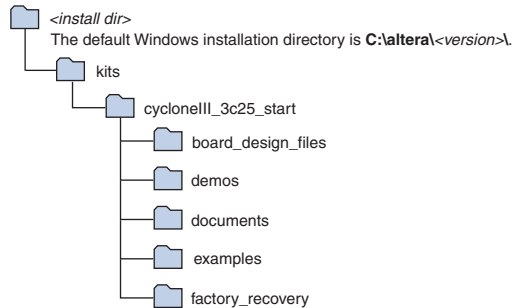 <install dir>
The default Windows installation directory is C:\altera\<version>\.
kits
cycloneIII_3c25_start
board_design_files
demos
documents
examples
factory_recovery